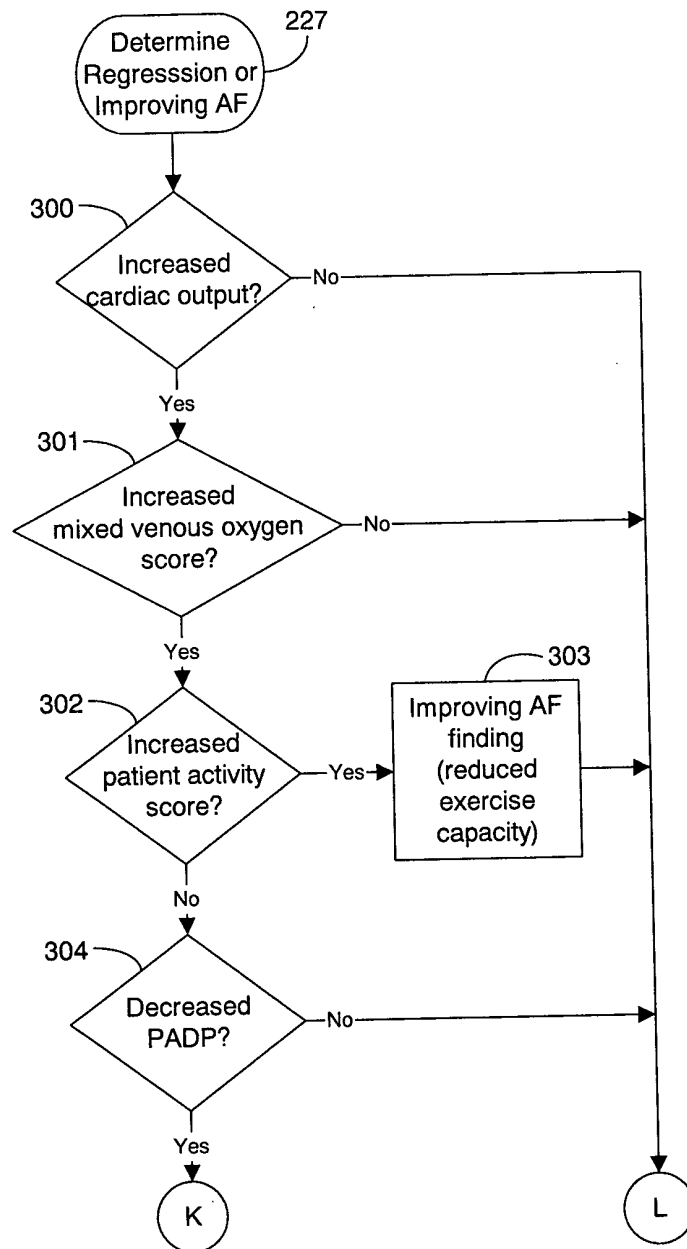 227
Determine
Regresssion or
Improving AF
300
Increased
cardiac output?
No
Yes
301
Increased
mixed venous oxygen
score?
No
Yes
302
Increased
patient activity
score?
Yes
303
Improving AF
finding
(reduced
exercise
capacity)
No
304
Decreased
PADP?
No
Yes
K
L